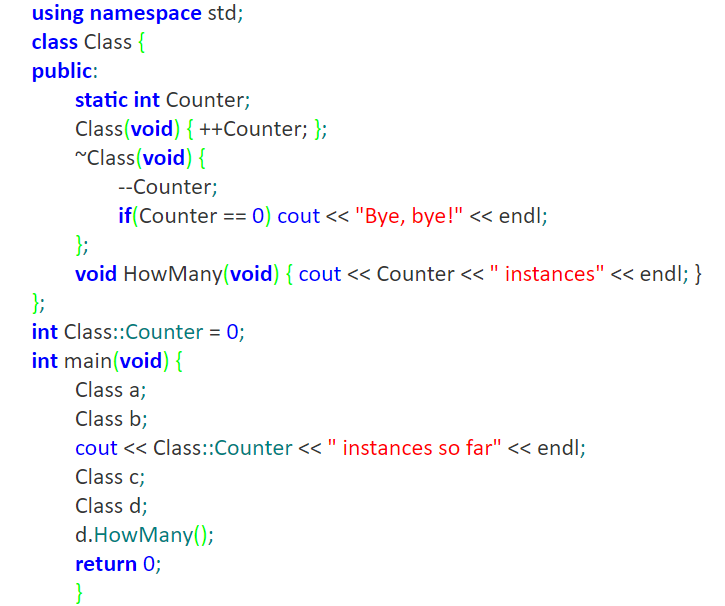 using namespace std;
class Class {
public:
static int Counter;
Class(void) { ++Counter; };
~Class(void) {
--Counter;
if(Counter == 0) cout << "Bye, bye!" << endl;
};
void HowMany(void) { cout << Counter << " instances" << endl; }
};
int Class::Counter = 0;
int main(void) {
Class a;
Class b;
cout << Class::Counter << " instances so far" << endl;
Class c;
Class d;
d.HowMany();
return 0;
}